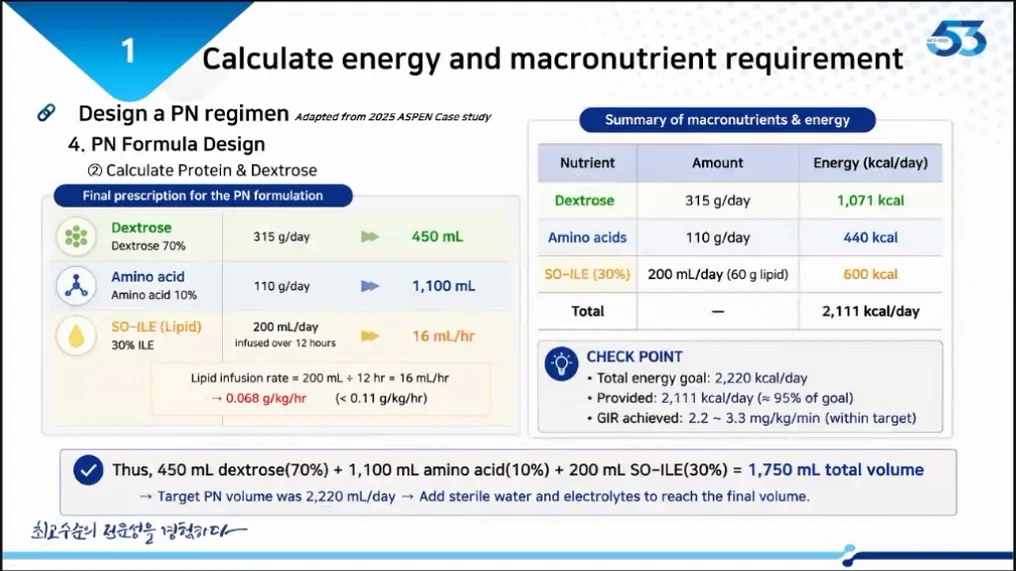 1
53
Calculate energy and macronutrient requirement
Design a PN regimen Adapted from 2025 ASPEN Case study
4. PN Formula Design
② Calculate Protein & Dextrose
Final prescription for the PN formulation
Dextrose
Dextrose 70%
315 g/day
450 mL
Amino acid
Amino acid 10%
110 g/day
1,100 mL
SO-ILE (Lipid)
30% ILE
200 mL/day
infused over 12 hours
16 mL/hr
Lipid infusion rate = 200 mL ÷ 12 hr = 16 mL/hr
→ 0.068 g/kg/hr (< 0.11 g/kg/hr)
Summary of macronutrients & energy
Nutrient Amount Energy (kcal/day)
Dextrose 315 g/day 1,071 kcal
Amino acids 110 g/day 440 kcal
SO-ILE (30%) 200 mL/day (60 g lipid) 600 kcal
Total — 2,111 kcal/day
CHECK POINT
• Total energy goal: 2,220 kcal/day
• Provided: 2,111 kcal/day (≈ 95% of goal)
• GIR achieved: 2.2 ~ 3.3 mg/kg/min (within target)
Thus, 450 mL dextrose(70%) + 1,100 mL amino acid(10%) + 200 mL SO-ILE(30%) = 1,750 mL total volume
→ Target PN volume was 2,220 mL/day → Add sterile water and electrolytes to reach the final volume.
최고수준의 전문성을 경험하다